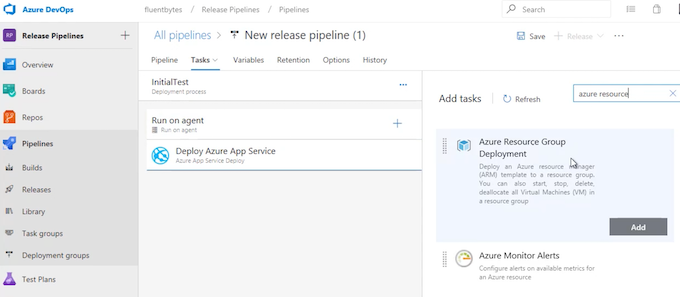 Azure DevOps
fluentbytes / Release Pipelines / Pipelines
Search
RP Release Pipelines
All pipelines > New release pipeline (1)
Save + Release
Pipeline Tasks Variables Retention Options History
Overview
Boards
Repos
Pipelines
Builds
Releases
Library
Task groups
Deployment groups
Test Plans
InitialTest
Deployment process
Run on agent
Run on agent
Deploy Azure App Service
Azure App Service Deploy
Add tasks Refresh
azure resource
Azure Resource Group
Deployment
Deploy an Azure resource manager
(ARM) template to a resource group.
You can also start, stop, delete,
deallocate all Virtual Machines (VM) in
a resource group
Add
Azure Monitor Alerts
Configure alerts on available metrics for
an Azure resource